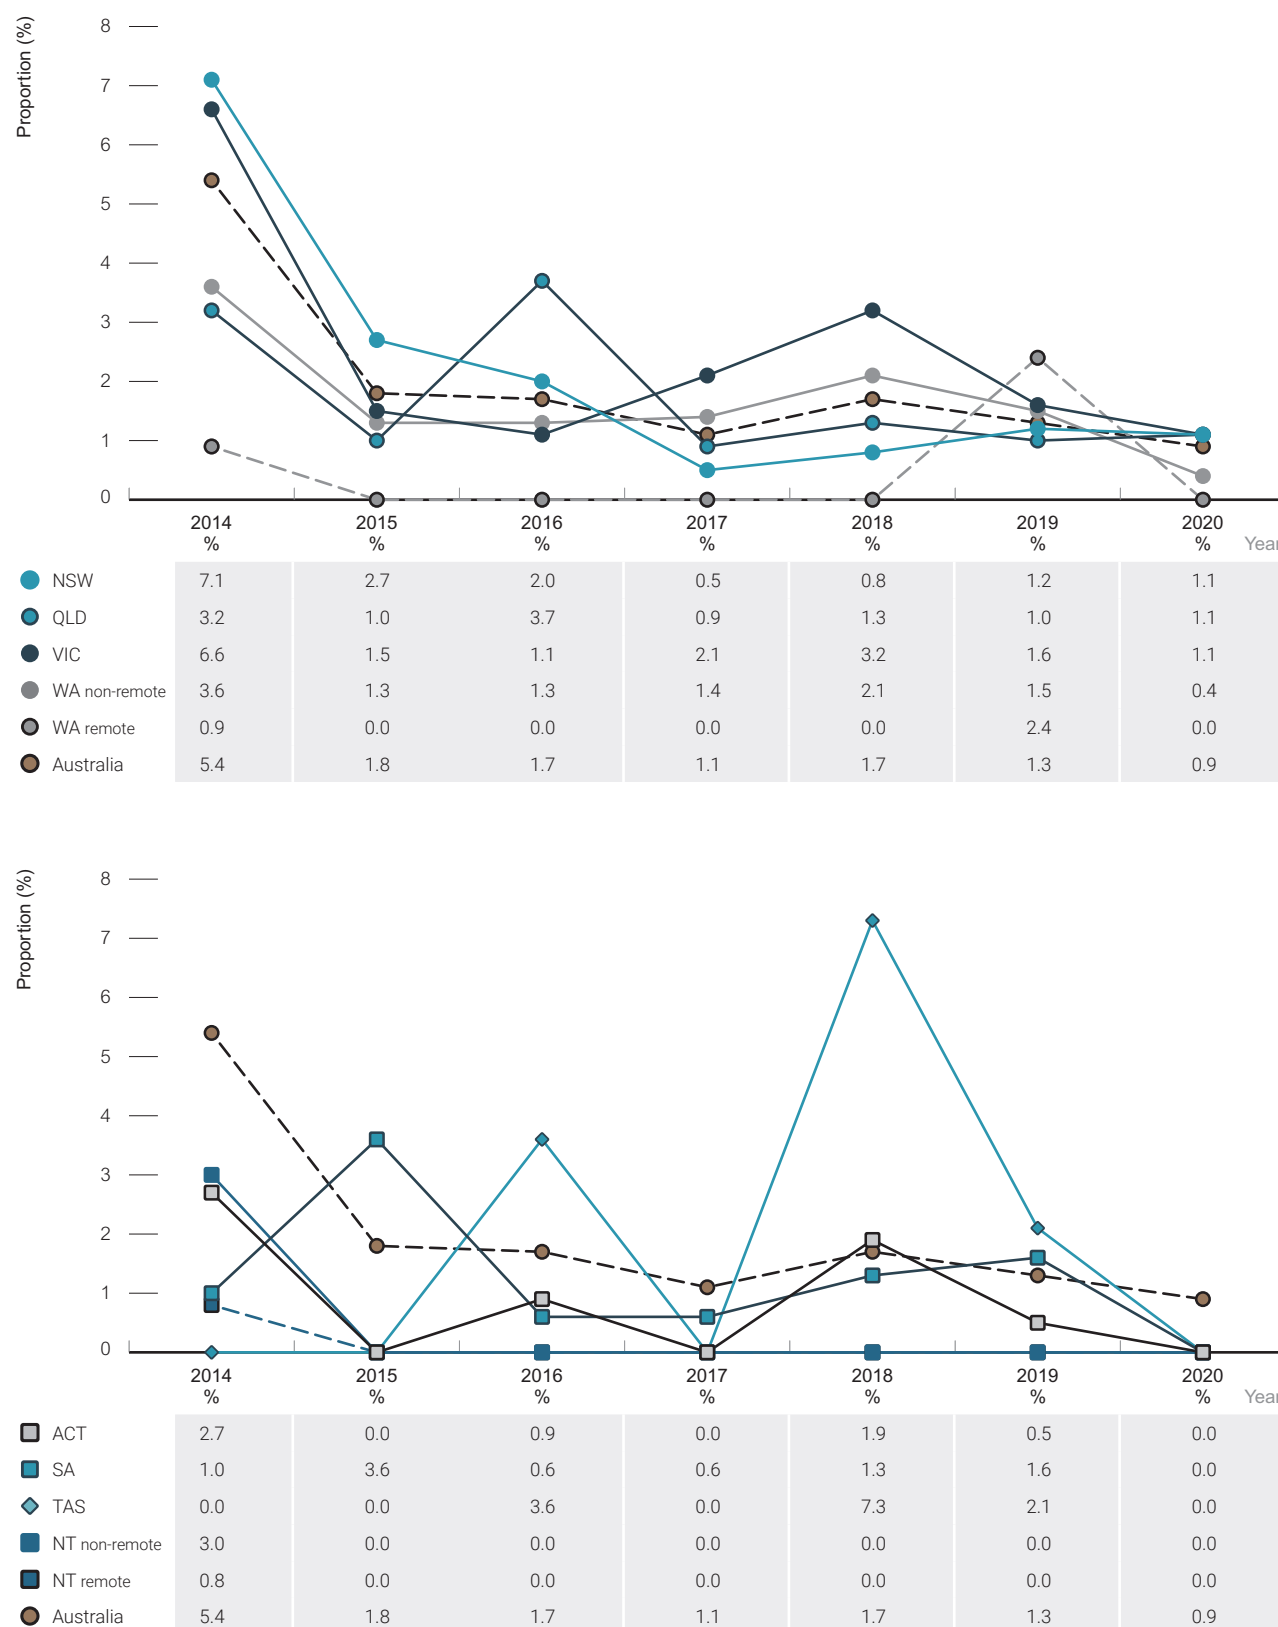 Proportion (%)
8
7
6
5
4
3
2
1
0
2014 2015 2016 2017 2018 2019 2020
% % % % % % % Year
NSW 7.1 2.7 2.0 0.5 0.8 1.2 1.1
QLD 3.2 1.0 3.7 0.9 1.3 1.0 1.1
VIC 6.6 1.5 1.1 2.1 3.2 1.6 1.1
WA non-remote 3.6 1.3 1.3 1.4 2.1 1.5 0.4
WA remote 0.9 0.0 0.0 0.0 0.0 2.4 0.0
Australia 5.4 1.8 1.7 1.1 1.7 1.3 0.9
Proportion (%)
8
7
6
5
4
3
2
1
0
2014 2015 2016 2017 2018 2019 2020
% % % % % % % Year
ACT 2.7 0.0 0.9 0.0 1.9 0.5 0.0
SA 1.0 3.6 0.6 0.6 1.3 1.6 0.0
TAS 0.0 0.0 3.6 0.0 7.3 2.1 0.0
NT non-remote 3.0 0.0 0.0 0.0 0.0 0.0 0.0
NT remote 0.8 0.0 0.0 0.0 0.0 0.0 0.0
Australia 5.4 1.8 1.7 1.1 1.7 1.3 0.9